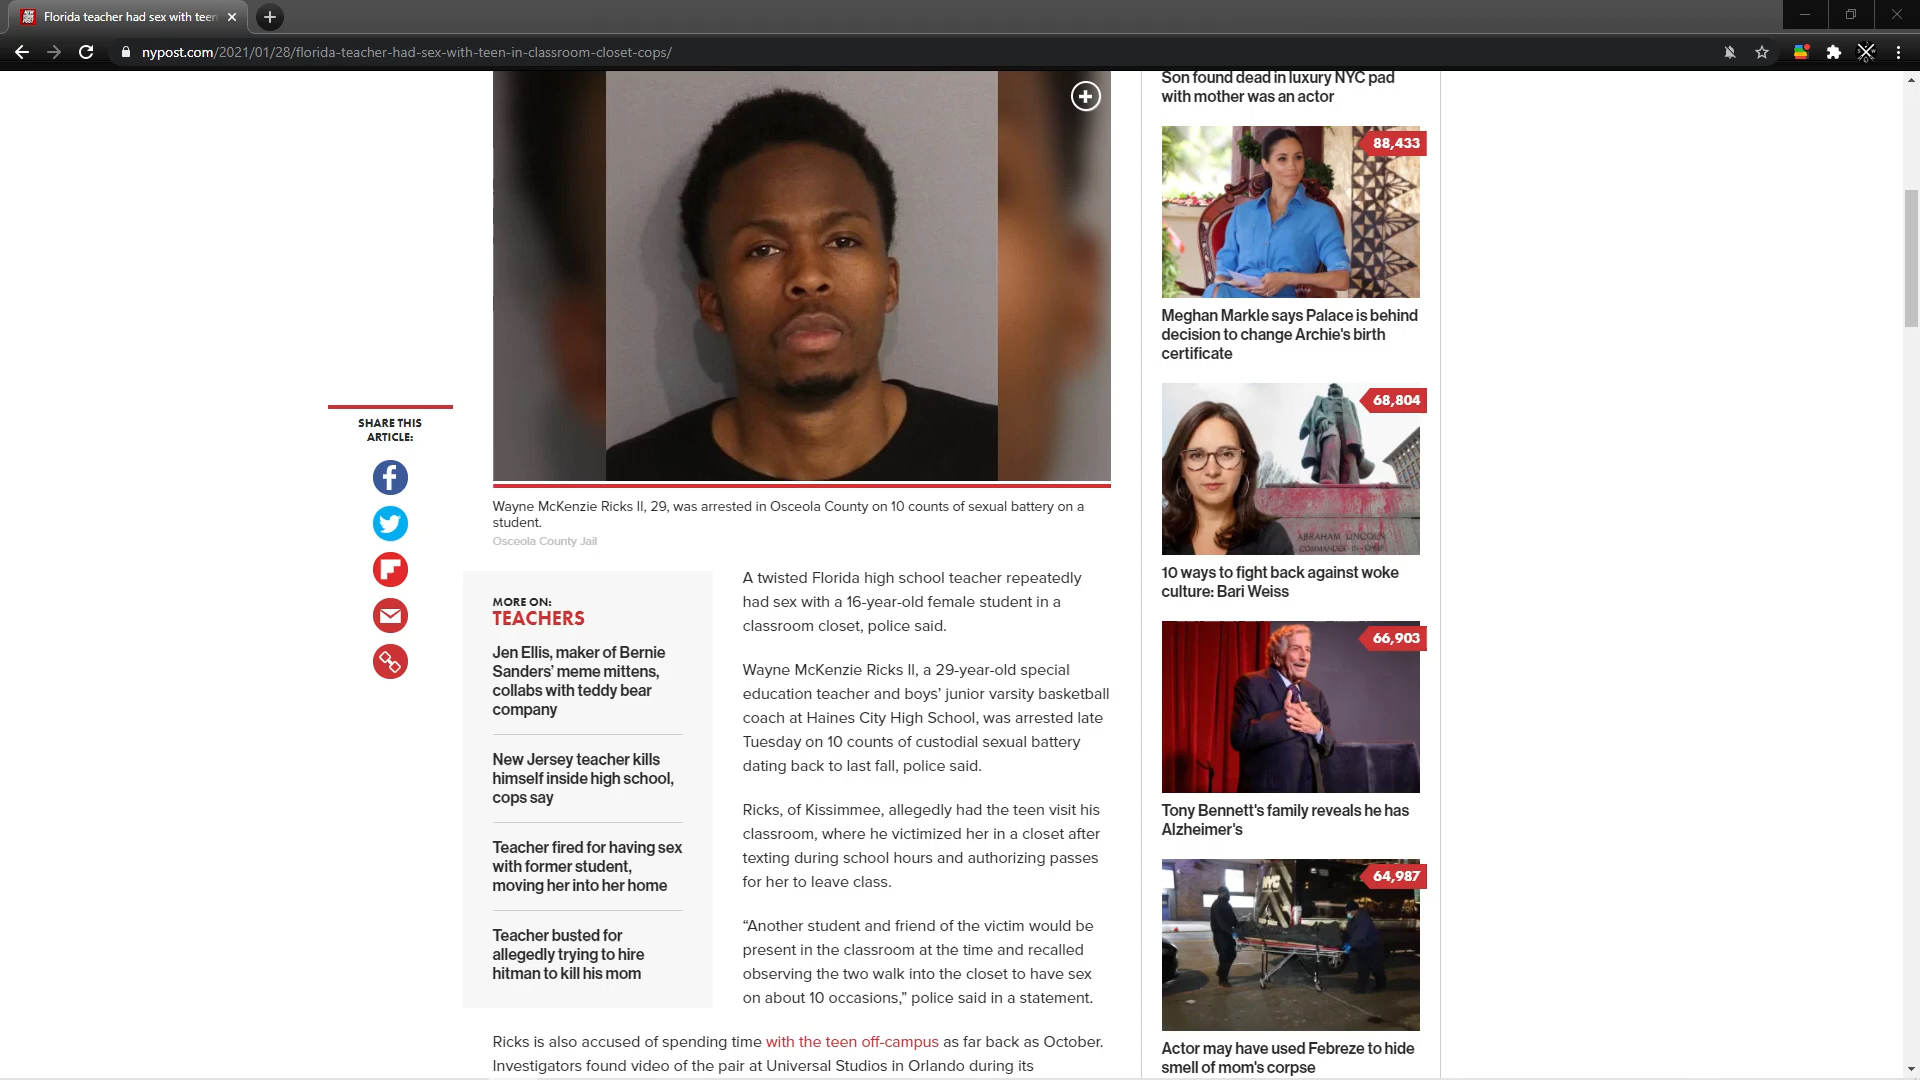 Florida teacher had sex with teen
nypost.com/2021/01/28/florida-teacher-had-sex-with-teen-in-classroom-closet-cops/
SHARE THIS
ARTICLE:
Wayne McKenzie Ricks II, 29, was arrested in Osceola County on 10 counts of sexual battery on a
student.
Osceola County Jail
MORE ON:
TEACHERS
Jen Ellis, maker of Bernie
Sanders’ meme mittens,
collabs with teddy bear
company
New Jersey teacher kills
himself inside high school,
cops say
Teacher fired for having sex
with former student,
moving her into her home
Teacher busted for
allegedly trying to hire
hitman to kill his mom
A twisted Florida high school teacher repeatedly
had sex with a 16-year-old female student in a
classroom closet, police said.
Wayne McKenzie Ricks II, a 29-year-old special
education teacher and boys’ junior varsity basketball
coach at Haines City High School, was arrested late
Tuesday on 10 counts of custodial sexual battery
dating back to last fall, police said.
Ricks, of Kissimmee, allegedly had the teen visit his
classroom, where he victimized her in a closet after
texting during school hours and authorizing passes
for her to leave class.
“Another student and friend of the victim would be
present in the classroom at the time and recalled
observing the two walk into the closet to have sex
on about 10 occasions,” police said in a statement.
Ricks is also accused of spending time with the teen off-campus as far back as October.
Investigators found video of the pair at Universal Studios in Orlando during its
Son found dead in luxury NYC pad
with mother was an actor
88,433
Meghan Markle says Palace is behind
decision to change Archie's birth
certificate
68,804
ABRAHAM LINCOLN
COMMANDER-IN-CHIEF
10 ways to fight back against woke
culture: Bari Weiss
66,903
Tony Bennett's family reveals he has
Alzheimer's
64,987
Actor may have used Febreze to hide
smell of mom's corpse